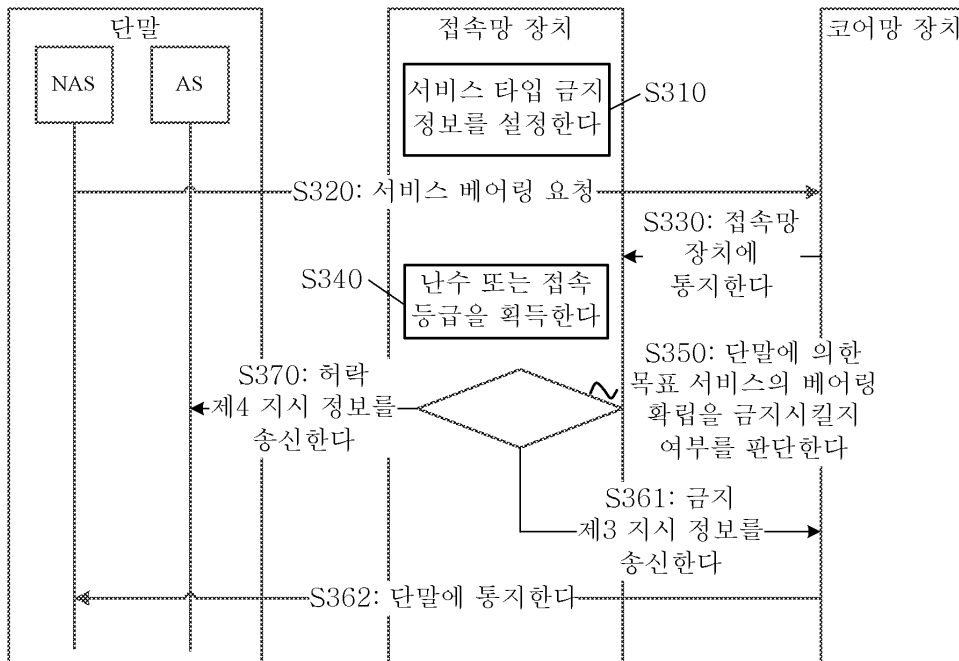 단말
접속망 장치
코어망 장치
NAS
AS
서비스 타입 금지
정보를 설정한다
S310
S320: 서비스 베어링 요청
S330: 접속망
장치에
통지한다
S340
난수 또는 접속
등급을 획득한다
S350: 단말에 의한
목표 서비스의 베어링
확립을 금지시킬지
여부를 판단한다
S370: 허락
제4 지시 정보를
송신한다
S361: 금지
제3 지시 정보를
송신한다
S362: 단말에 통지한다